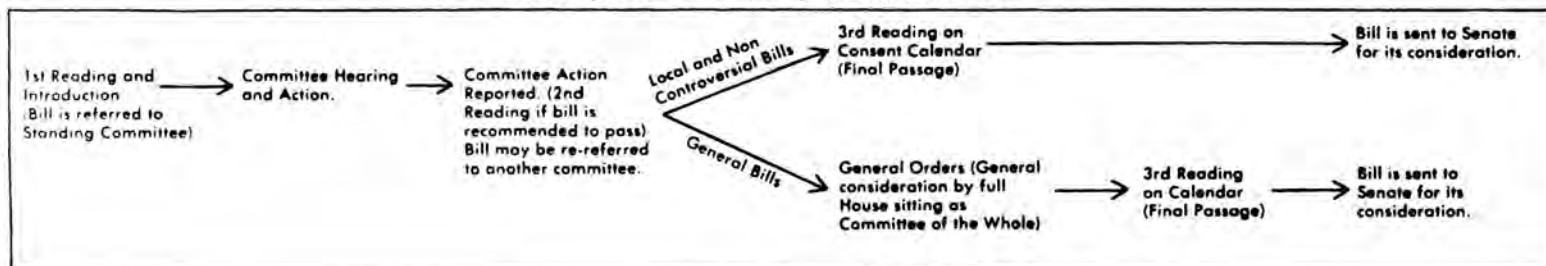 1st Reading and
Introduction
(Bill is referred to
Standing Committee)
Committee Hearing
and Action.
Committee Action
Reported. (2nd
Reading if bill is
recommended to pass)
Bill may be re-referred
to another committee.
Local and Non
Controversial Bills
3rd Reading on
Consent Calendar
(Final Passage)
Bill is sent to Senate
for its consideration.
General Bills
General Orders (General
consideration by full
House sitting as
Committee of the Whole)
3rd Reading
on Calendar
(Final Passage)
Bill is sent to
Senate for its
consideration.